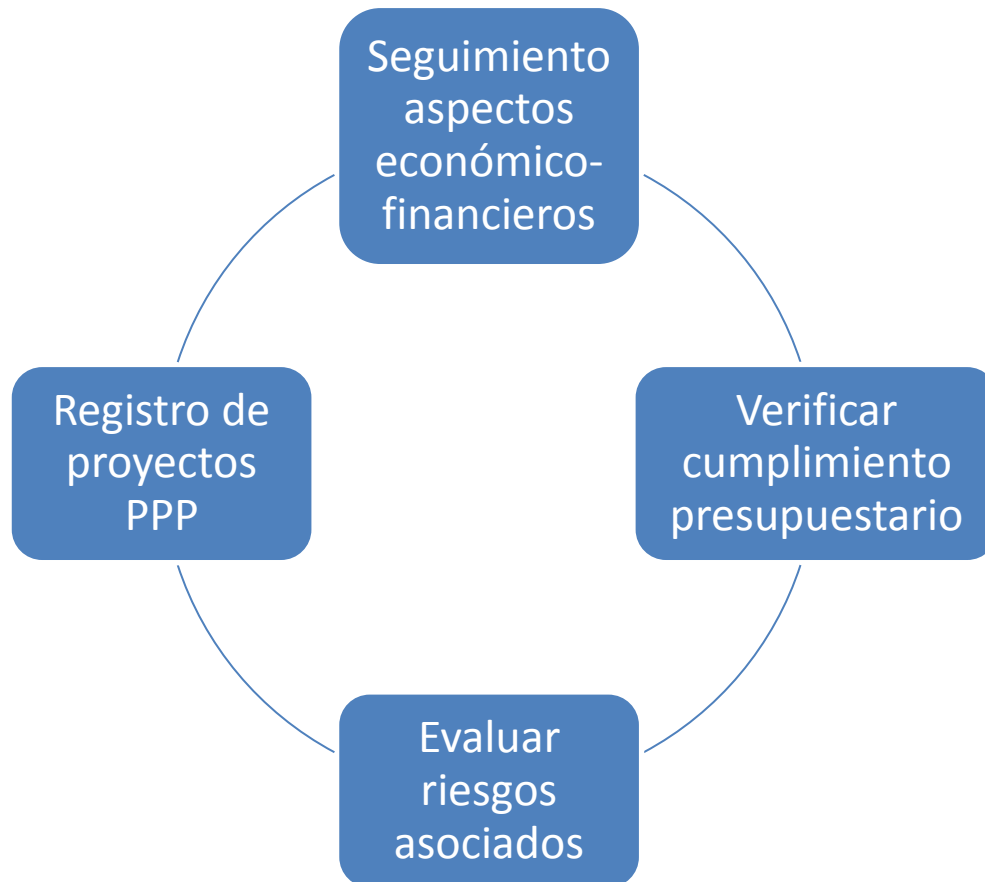 Seguimiento
aspectos
económico-
financieros
Verificar
cumplimiento
presupuestario
Evaluar
riesgos
asociados
Registro de
proyectos
PPP